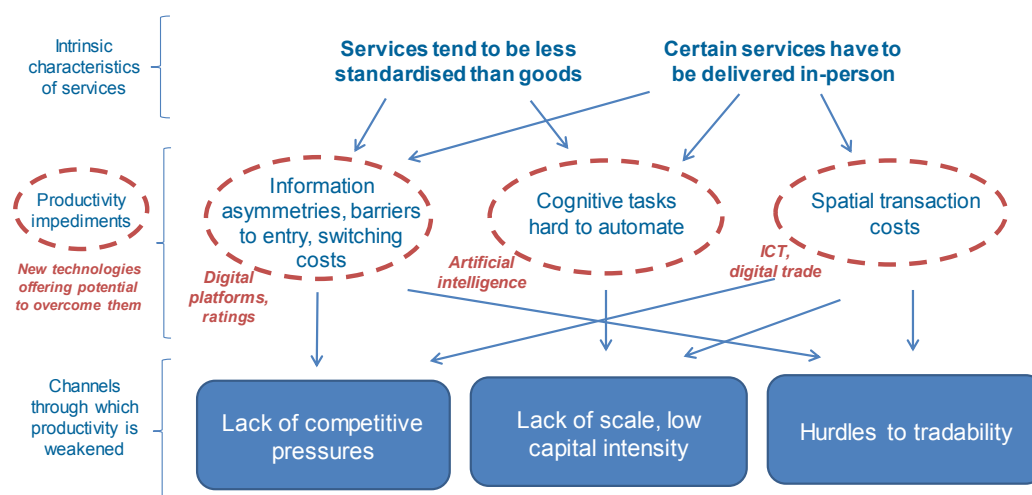 Intrinsic
characteristics
of services
Services tend to be less
standardised than goods
Certain services have to
be delivered in-person
Productivity
impediments
New technologies
offering potential
to overcome them
Information
asymmetries, barriers
to entry, switching
costs
Digital
platforms,
ratings
Cognitive tasks
hard to automate
Artificial
intelligence
Spatial transaction
costs
ICT,
digital trade
Channels
through which
productivity is
weakened
Lack of competitive
pressures
Lack of scale, low
capital intensity
Hurdles to tradability